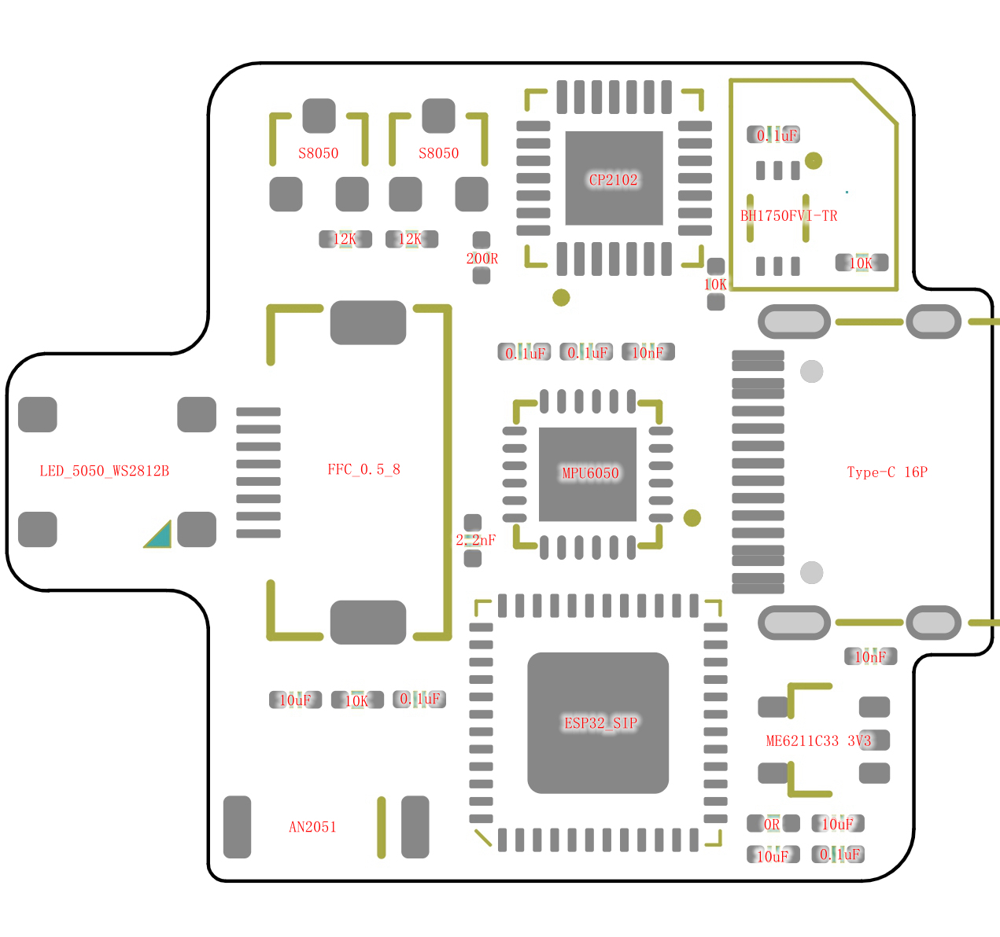 0.1uF
S8050
S8050
CP2102
BH1750FVI-TR
12K
12K
200R
10K
10K
0.1uF
0.1uF
10nF
LED_5050_WS2812B
FFC_0.5_8
MPU6050
Type-C 16P
2.2nF
10nF
10uF
10K
0.1uF
ESP32_SIP
ME6211C33 3V3
AN2051
0R
10uF
10uF
0.1uF